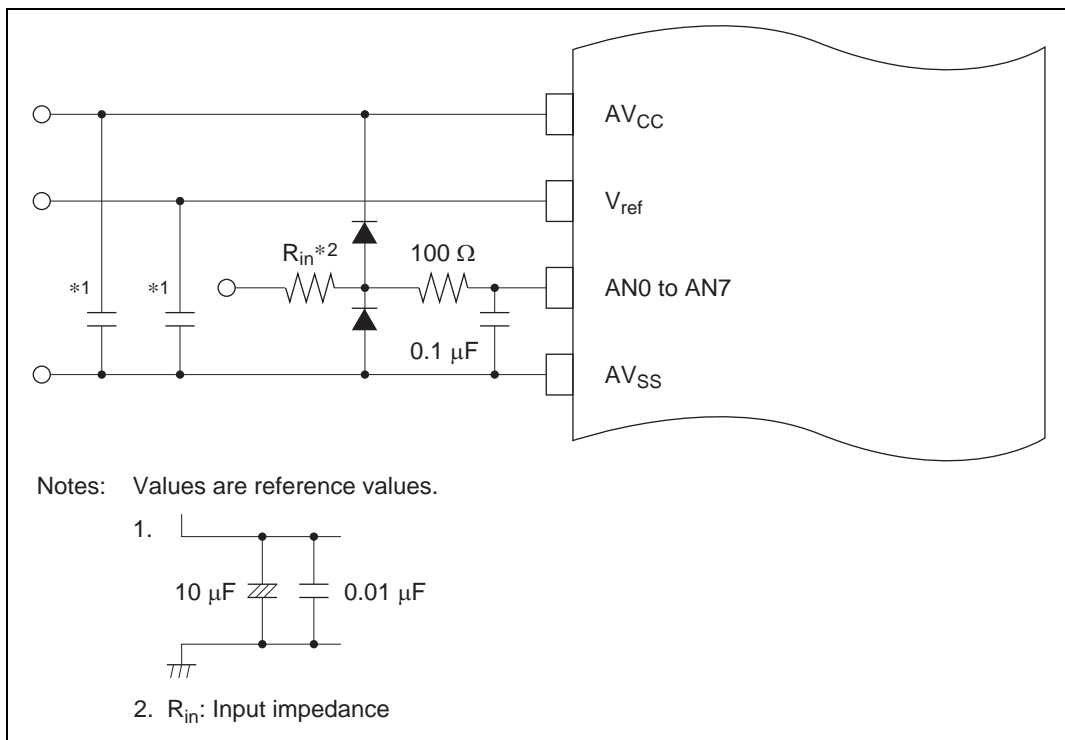 AVCC
Vref
Rin*2
100 Ω
*1
*1
AN0 to AN7
0.1 μF
AVSS
Notes: Values are reference values.
1.
10 μF
0.01 μF
2. Rin: Input impedance